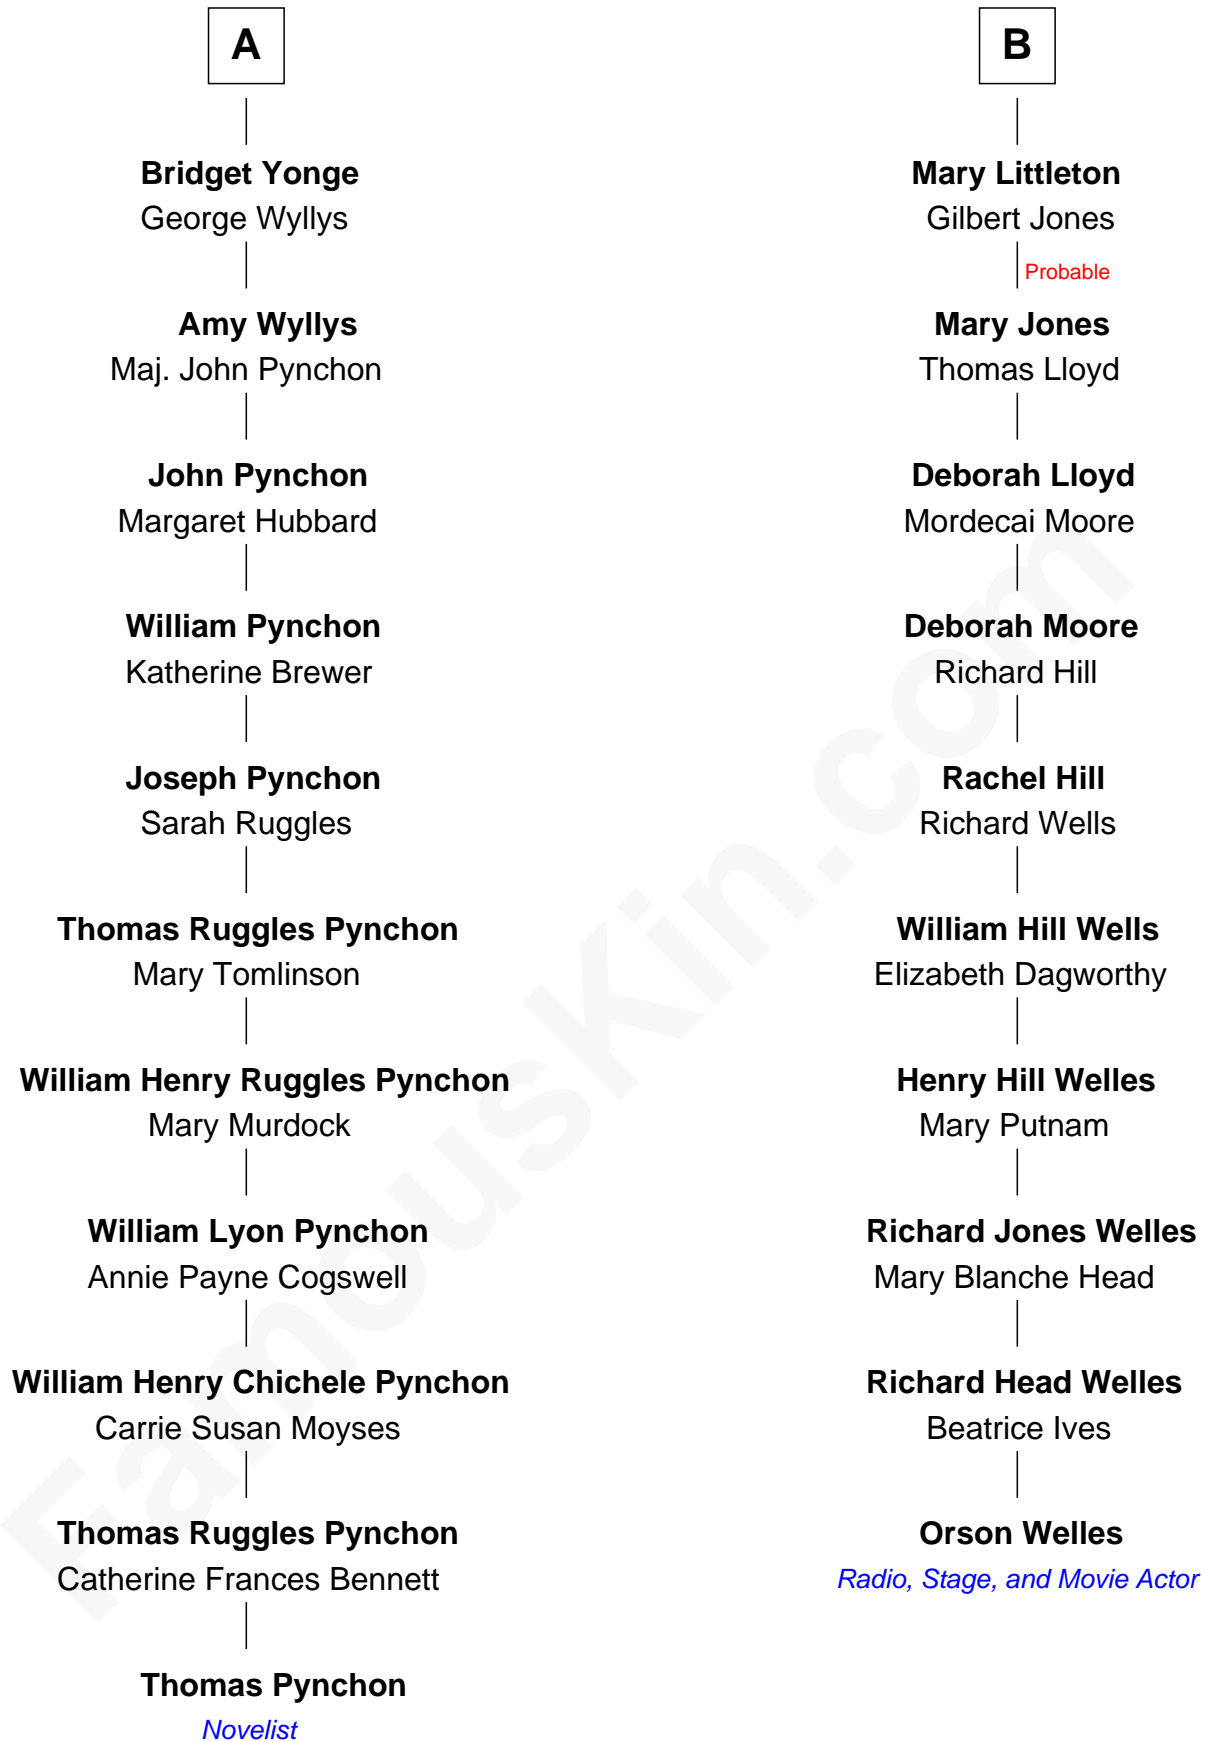 A
Bridget Yonge
George Wyllys
Amy Wyllys
Maj. John Pynchon
John Pynchon
Margaret Hubbard
William Pynchon
Katherine Brewer
Joseph Pynchon
Sarah Ruggles
Thomas Ruggles Pynchon
Mary Tomlinson
William Henry Ruggles Pynchon
Mary Murdock
William Lyon Pynchon
Annie Payne Cogswell
William Henry Chichele Pynchon
Carrie Susan Moyses
Thomas Ruggles Pynchon
Catherine Frances Bennett
Thomas Pynchon
Novelist
B
Mary Littleton
Gilbert Jones
Probable
Mary Jones
Thomas Lloyd
Deborah Lloyd
Mordecai Moore
Deborah Moore
Richard Hill
Rachel Hill
Richard Wells
William Hill Wells
Elizabeth Dagworthy
Henry Hill Welles
Mary Putnam
Richard Jones Welles
Mary Blanche Head
Richard Head Welles
Beatrice Ives
Orson Welles
Radio, Stage, and Movie Actor
FamousKin.com